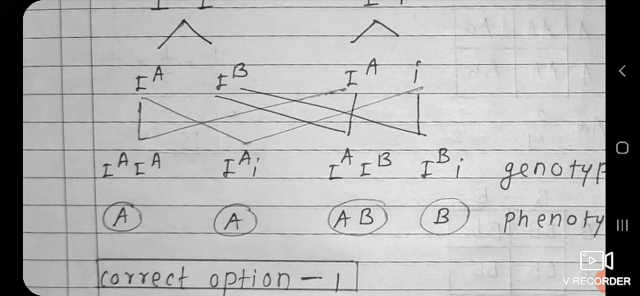 I^A I^B I^A i
I^A I^A I^A i I^A I^B I^B i genotyp
A A AB B phenoty
correct option - 1
V RECORDER